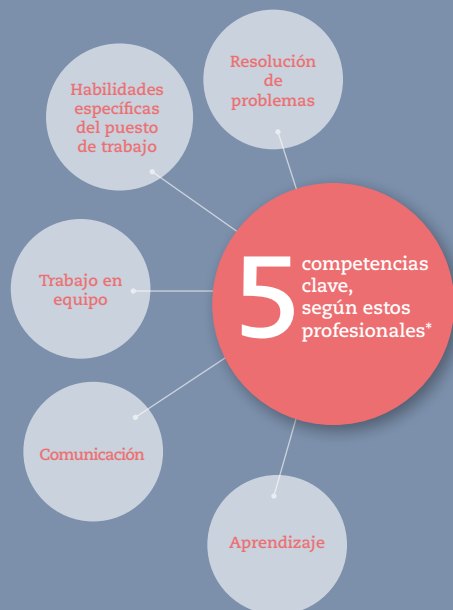 Resolución
de
problemas
Habilidades
específicas
del puesto
de trabajo
5 competencias
clave,
según estos
profesionales*
Trabajo en
equipo
Comunicación
Aprendizaje